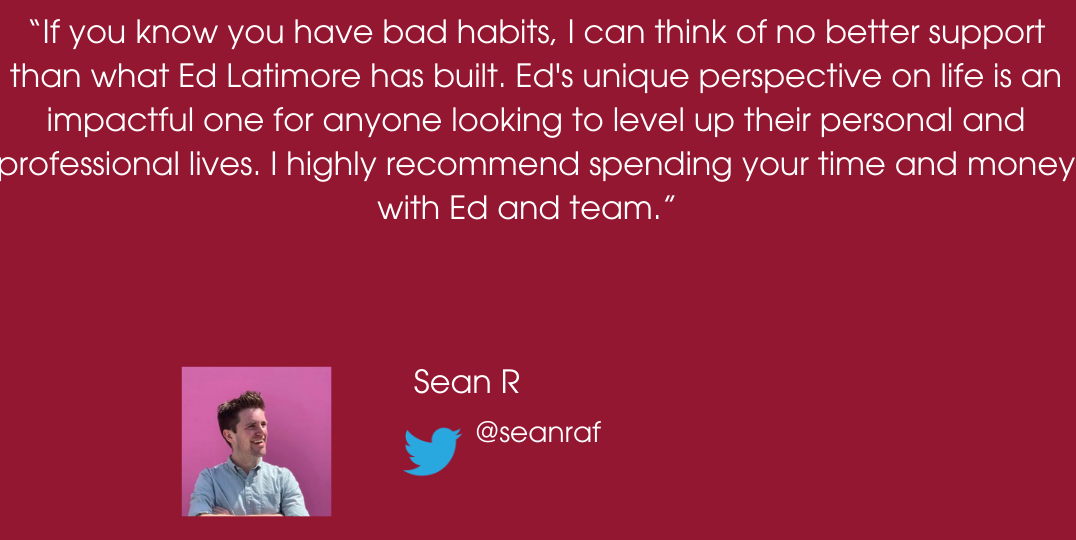 “If you know you have bad habits, I can think of no better support
than what Ed Latimore has built. Ed's unique perspective on life is an
impactful one for anyone looking to level up their personal and
professional lives. I highly recommend spending your time and money
with Ed and team.”
Sean R
@seanraf